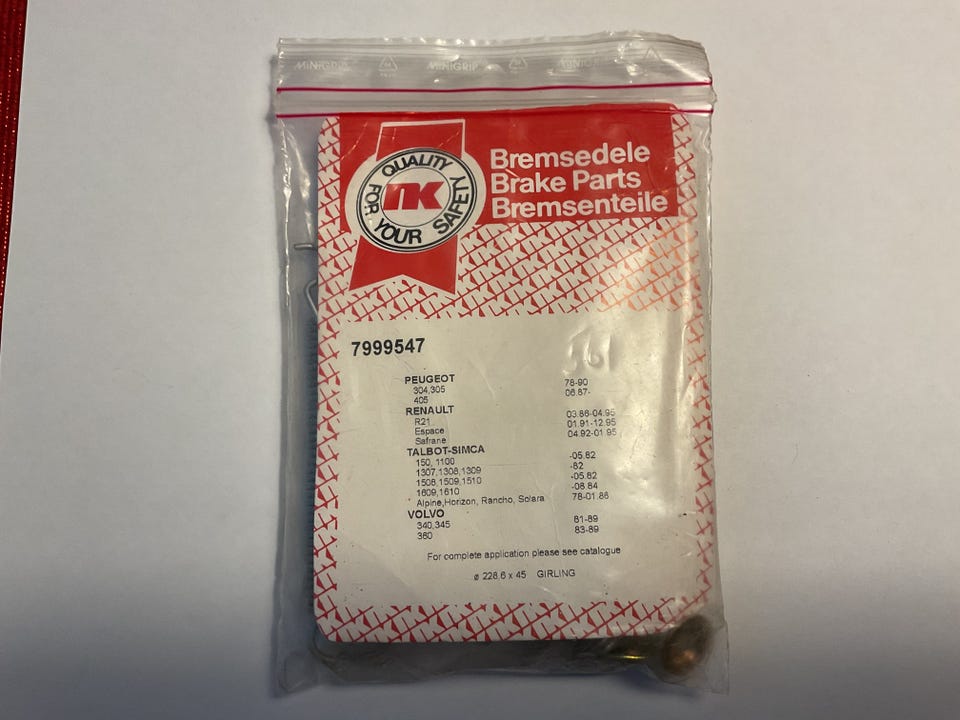 MINIGRIP MINIGRIP MINIGRIP
QUALITY
FOR YOUR SAFETY
NK
Bremsedele
Brake Parts
Bremsenteile
7999547
561
PEUGEOT
304,305 78-90
405 06.87-
RENAULT
R21 03.86-04.95
Espace 01.91-12.95
Safrane 04.92-01.95
TALBOT-SIMCA
150, 1100 -05.82
1307,1308,1309 -82
1508,1509,1510 -05.82
1609,1610 -08.84
Alpine,Horizon, Rancho, Solara 78-01.86
VOLVO
340,345 81-89
360 83-89
For complete application please see catalogue
ø 228,6 x 45 GIRLING